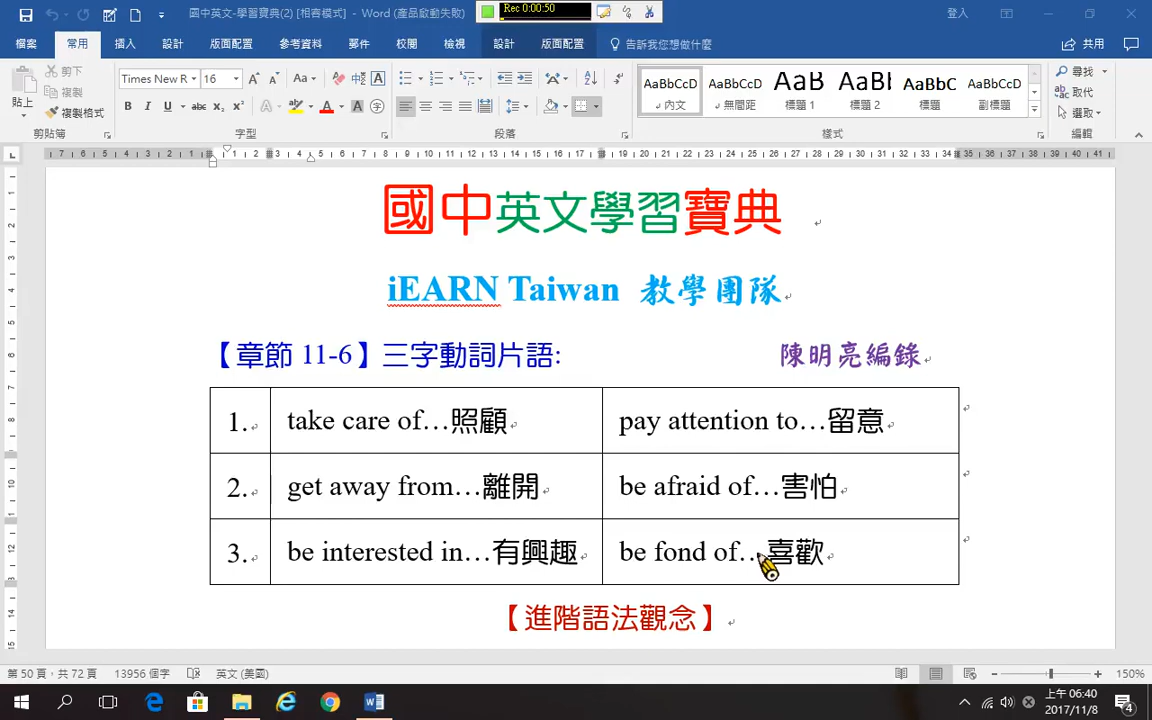 國中英文-學習寶典(2) [相容模式] - Word (產品啟動失敗)
Rec 0:00:50
登入
檔案 常用 插入 設計 版面配置 參考資料 郵件 校閱 檢視 設計 版面配置 告訴我您想做什麼 共用
貼上
剪下
複製
複製格式
剪貼簿
Times New R 16
字型
段落
AaBbCcD 內文
AaBbCcD 無間距
AaB 標題 1
AaBb 標題 2
AaBbC 標題
AaBbCcD 副標題
樣式
尋找
取代
選取
編輯
國中英文學習寶典
iEARN Taiwan 教學團隊
【章節 11-6】三字動詞片語: 陳明亮編錄
1. take care of…照顧 pay attention to…留意
2. get away from…離開 be afraid of…害怕
3. be interested in…有興趣 be fond of…喜歡
【進階語法觀念】
第 50 頁，共 72 頁 13956 個字 英文 (美國) 150%
上午 06:40
2017/11/8
4